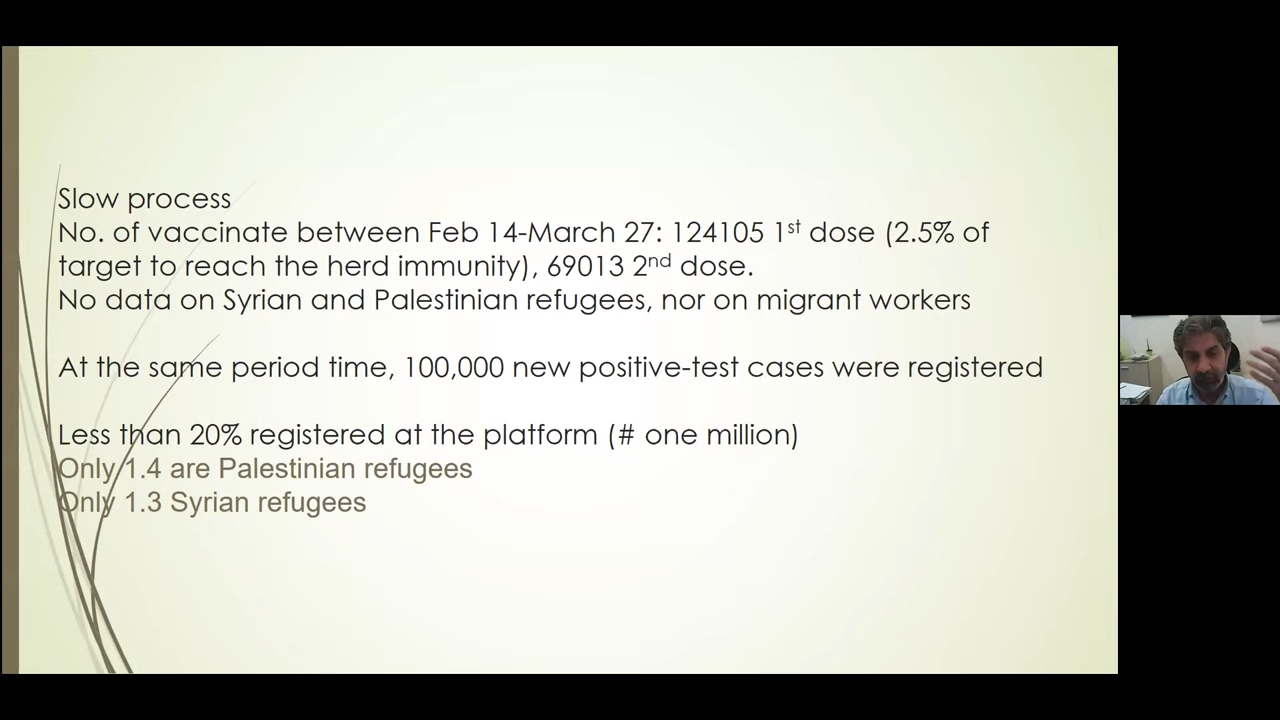 Slow process
No. of vaccinate between Feb 14-March 27: 124105 1st dose (2.5% of
target to reach the herd immunity), 69013 2nd dose.
No data on Syrian and Palestinian refugees, nor on migrant workers
At the same period time, 100,000 new positive-test cases were registered
Less than 20% registered at the platform (# one million)
Only 1.4 are Palestinian refugees
Only 1.3 Syrian refugees